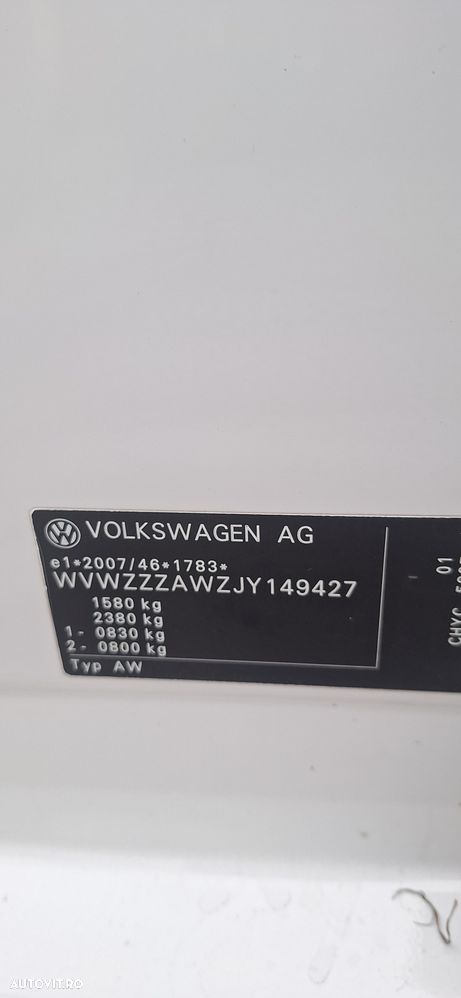 VOLKSWAGEN AG
e1*2007/46*1783*
WVWZZZAWZJY149427
1580 kg
2380 kg
1- 0830 kg
2- 0800 kg
Typ AW
01
CHYC
AUTOVIT.RO